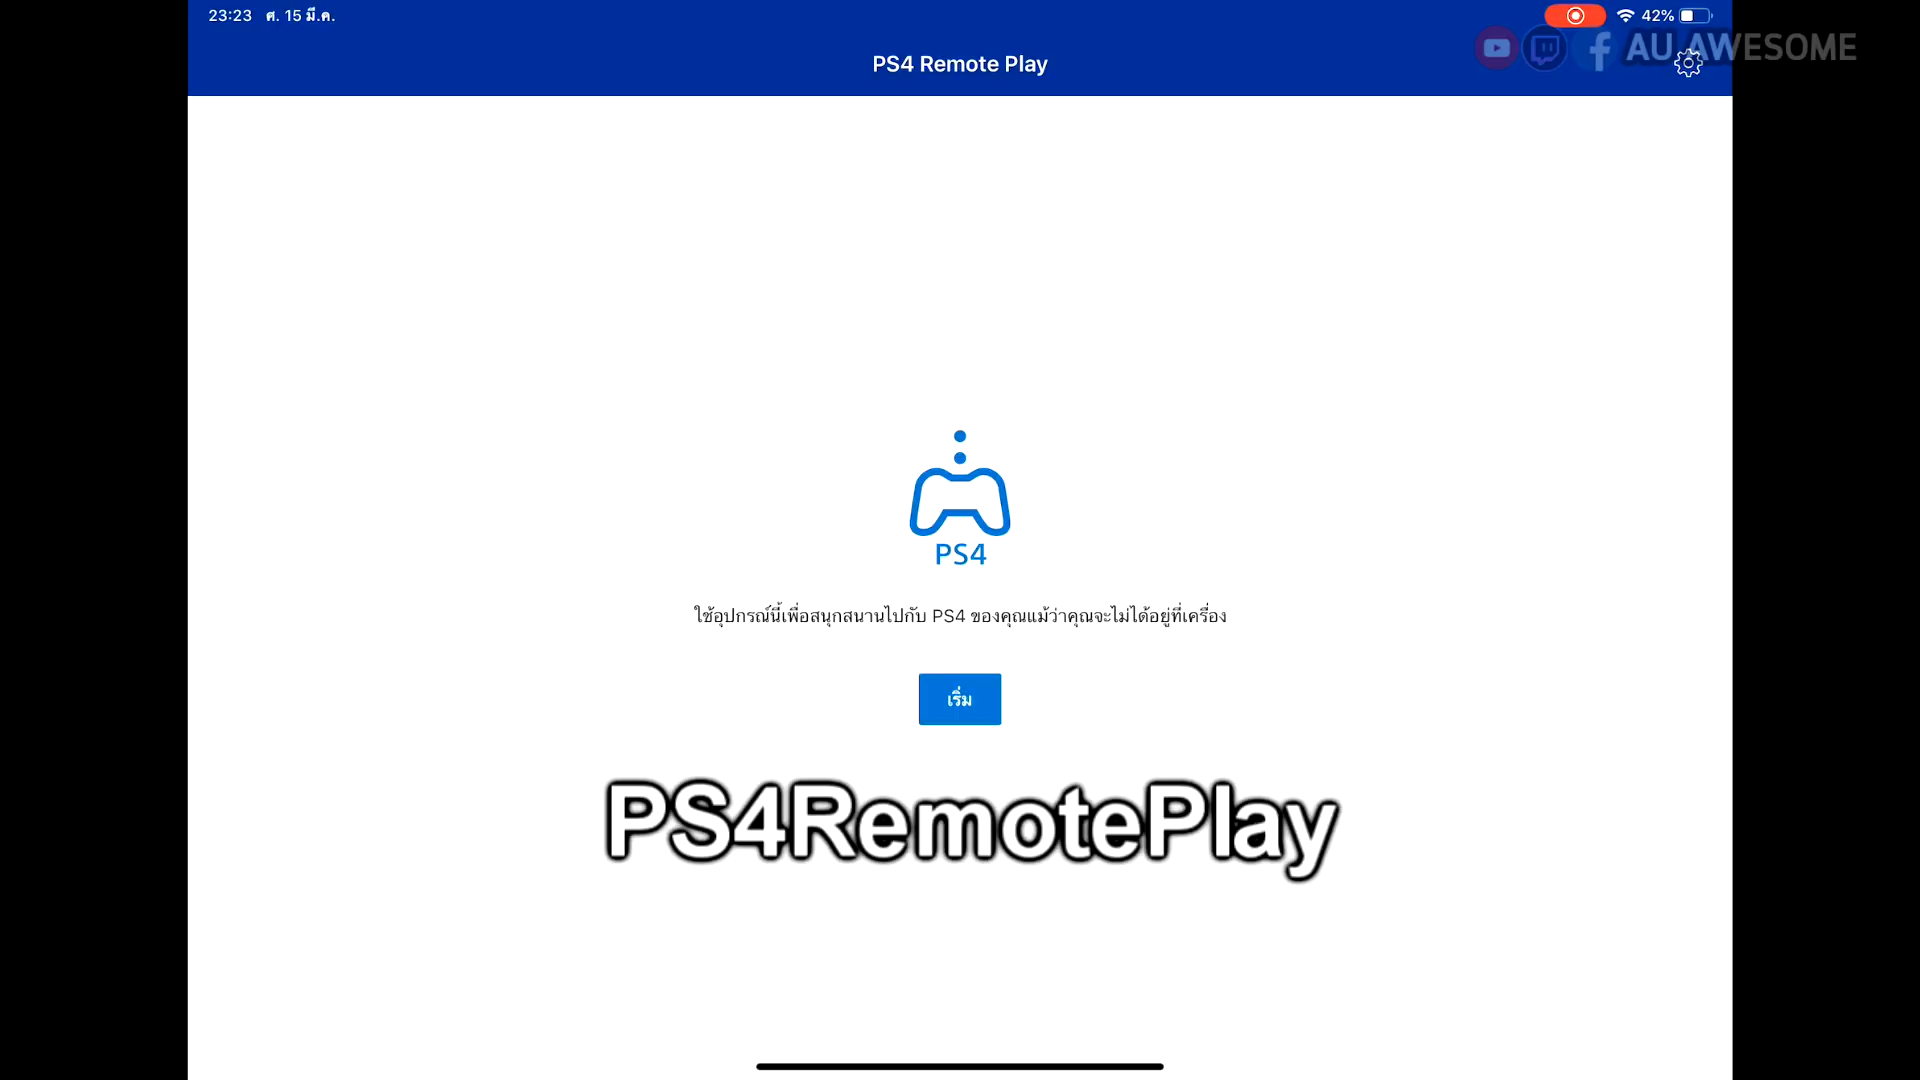 23:23 ศ. 15 มี.ค.
42%
AU AWESOME
PS4 Remote Play
PS4
ใช้อุปกรณ์นี้เพื่อสนุกสนานไปกับ PS4 ของคุณแม้ว่าคุณจะไม่ได้อยู่ที่เครื่อง
เริ่ม
PS4RemotePlay